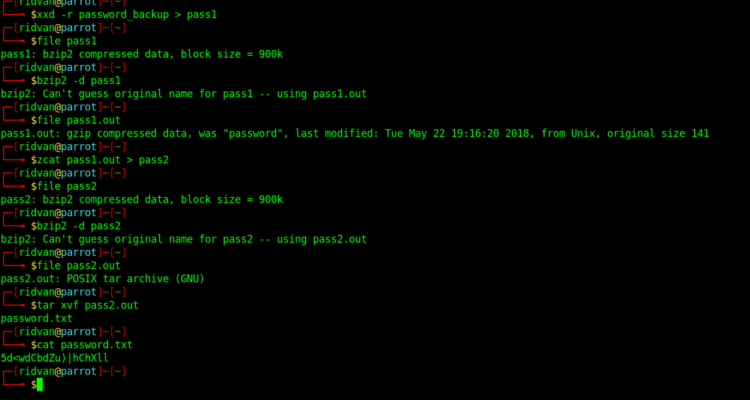 ┌─[ridvan@parrot]─[~]
└──╼ $xxd -r password_backup > pass1
┌─[ridvan@parrot]─[~]
└──╼ $file pass1
pass1: bzip2 compressed data, block size = 900k
┌─[ridvan@parrot]─[~]
└──╼ $bzip2 -d pass1
bzip2: Can't guess original name for pass1 -- using pass1.out
┌─[ridvan@parrot]─[~]
└──╼ $file pass1.out
pass1.out: gzip compressed data, was "password", last modified: Tue May 22 19:16:20 2018, from Unix, original size 141
┌─[ridvan@parrot]─[~]
└──╼ $zcat pass1.out > pass2
┌─[ridvan@parrot]─[~]
└──╼ $file pass2
pass2: bzip2 compressed data, block size = 900k
┌─[ridvan@parrot]─[~]
└──╼ $bzip2 -d pass2
bzip2: Can't guess original name for pass2 -- using pass2.out
┌─[ridvan@parrot]─[~]
└──╼ $file pass2.out
pass2.out: POSIX tar archive (GNU)
┌─[ridvan@parrot]─[~]
└──╼ $tar xvf pass2.out
password.txt
┌─[ridvan@parrot]─[~]
└──╼ $cat password.txt
5d<wdCbdZu)|hChXll
┌─[ridvan@parrot]─[~]
└──╼ $